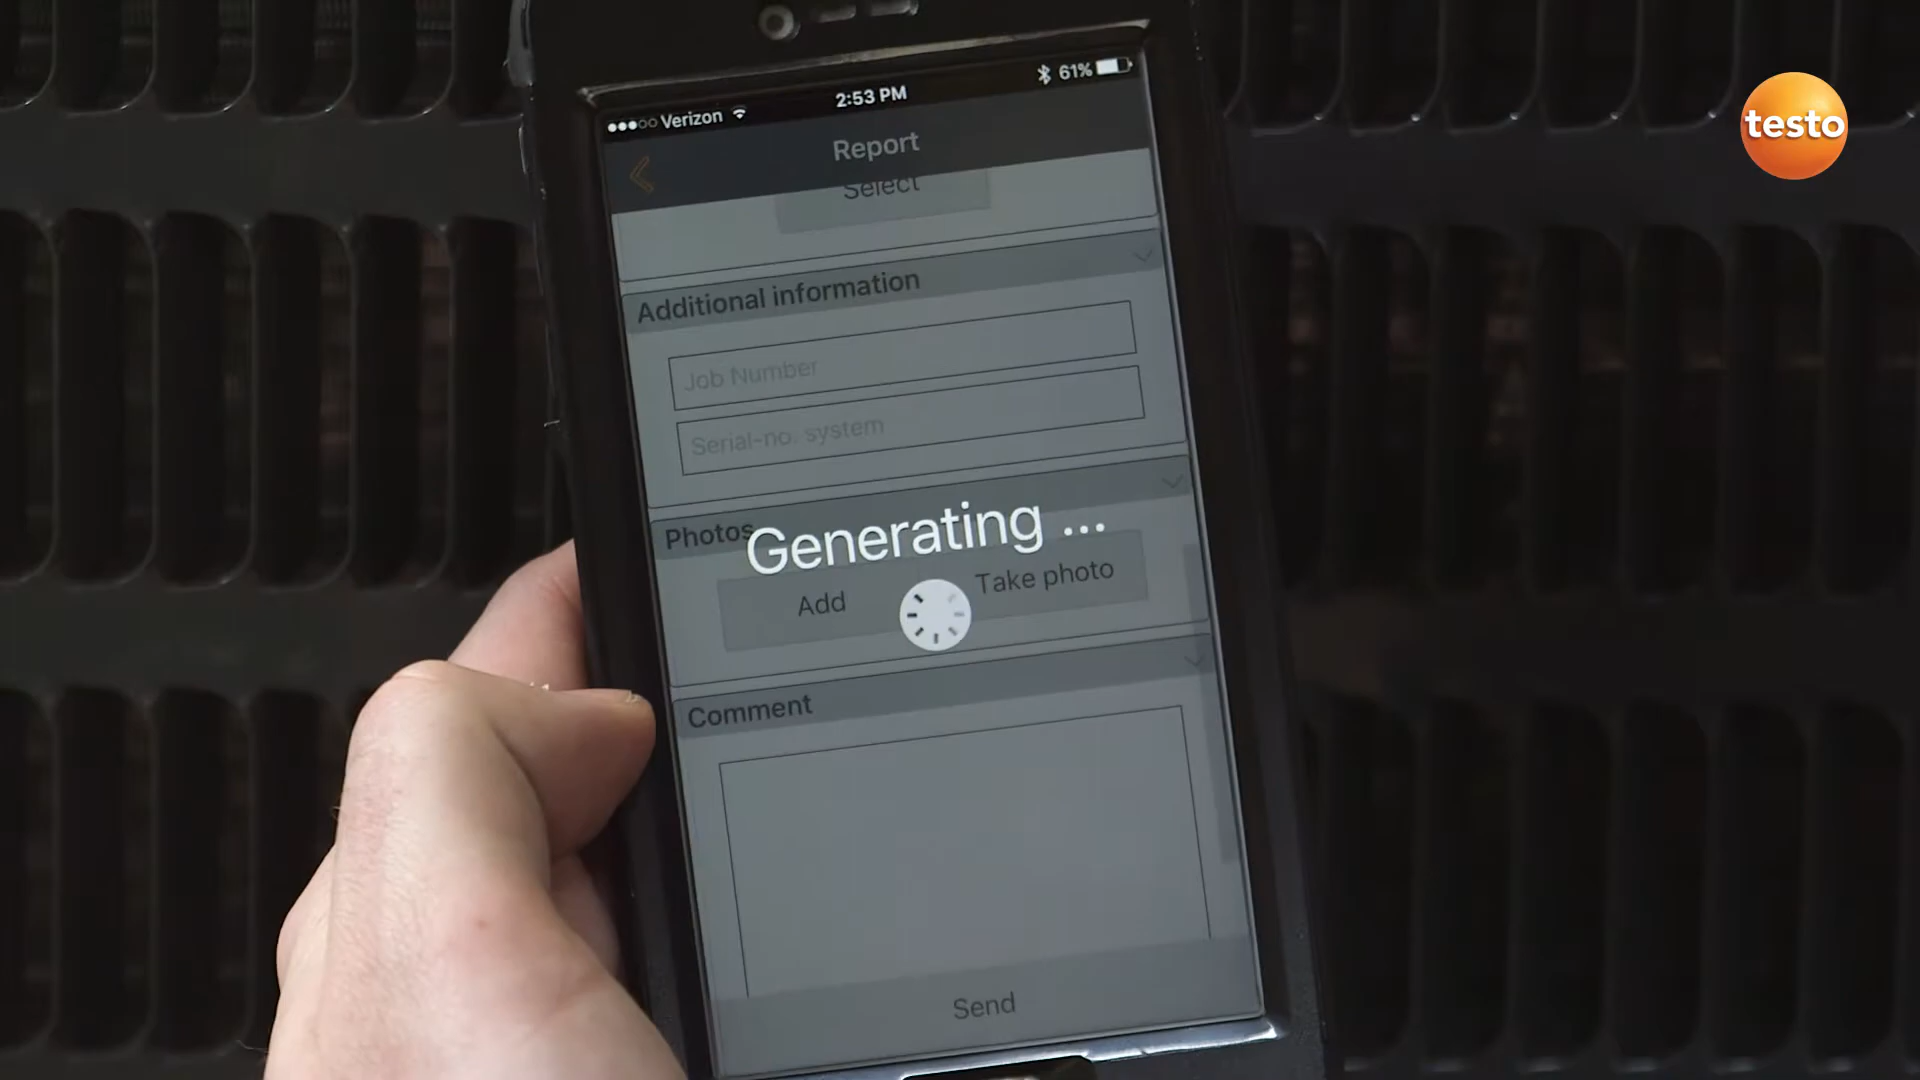 Verizon
2:53 PM
61%
testo
Report
Select
Additional information
Job Number
Serial-no. system
Photos
Generating ...
Add
Take photo
Comment
Send